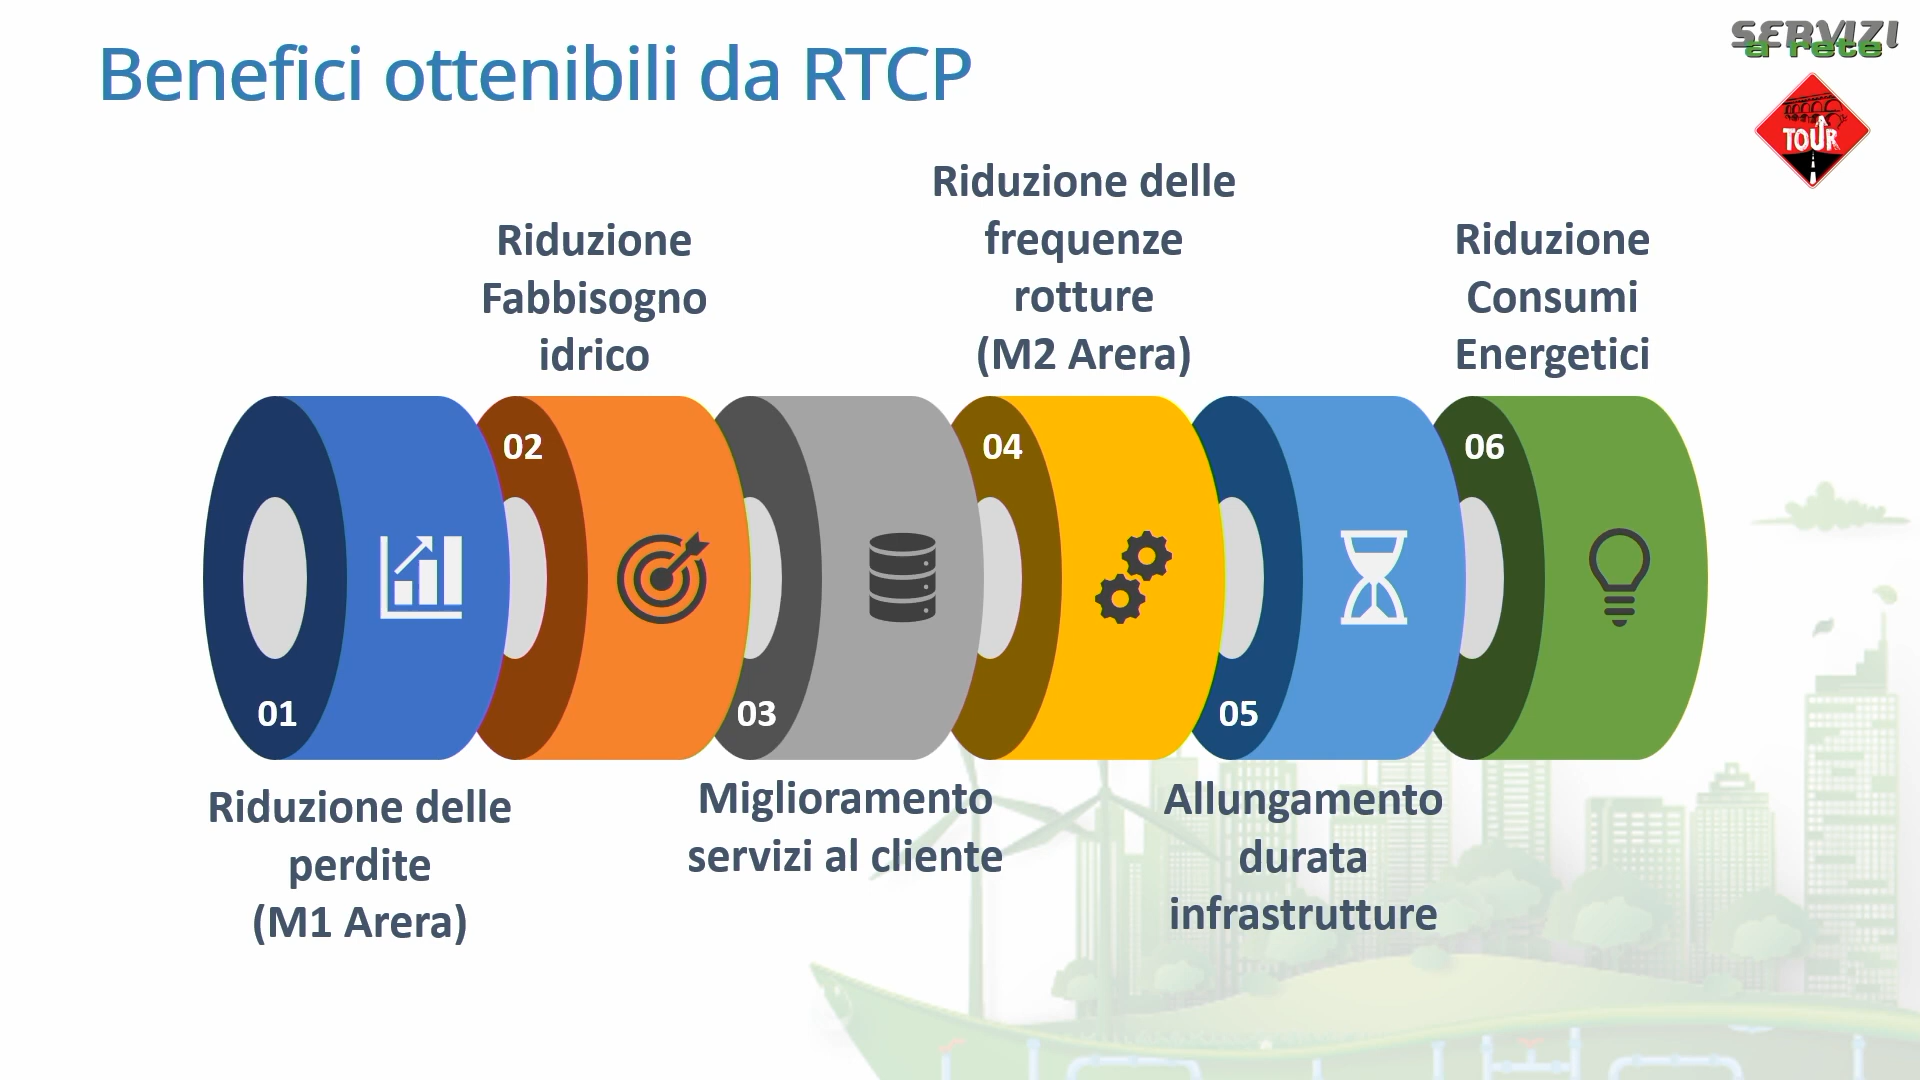 Benefici ottenibili da RTCP
SERVIZI
a rete
TOUR
01
Riduzione delle
perdite
(M1 Arera)
02
Riduzione
Fabbisogno
idrico
03
Miglioramento
servizi al cliente
04
Riduzione delle
frequenze
rotture
(M2 Arera)
05
Allungamento
durata
infrastrutture
06
Riduzione
Consumi
Energetici